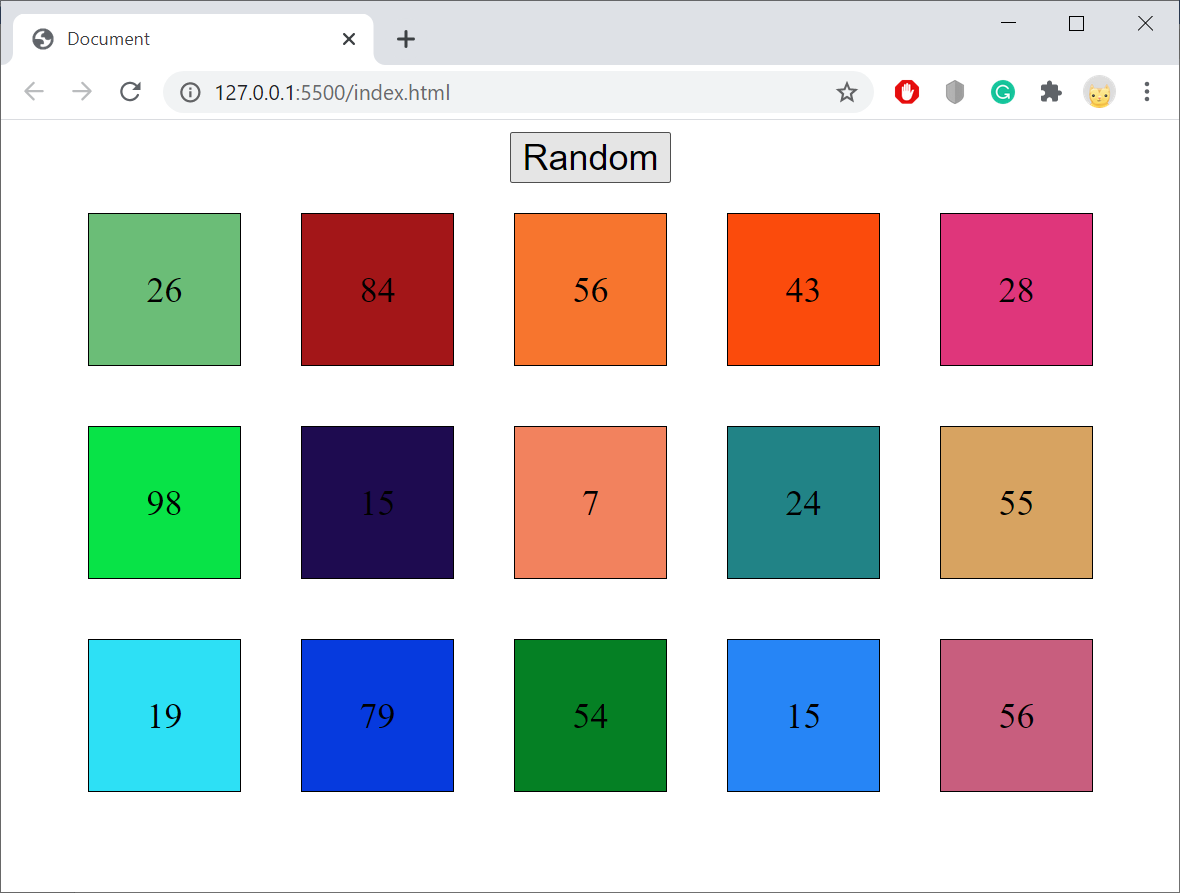 Document
127.0.0.1:5500/index.html
Random
26 84 56 43 28
98 15 7 24 55
19 79 54 15 56